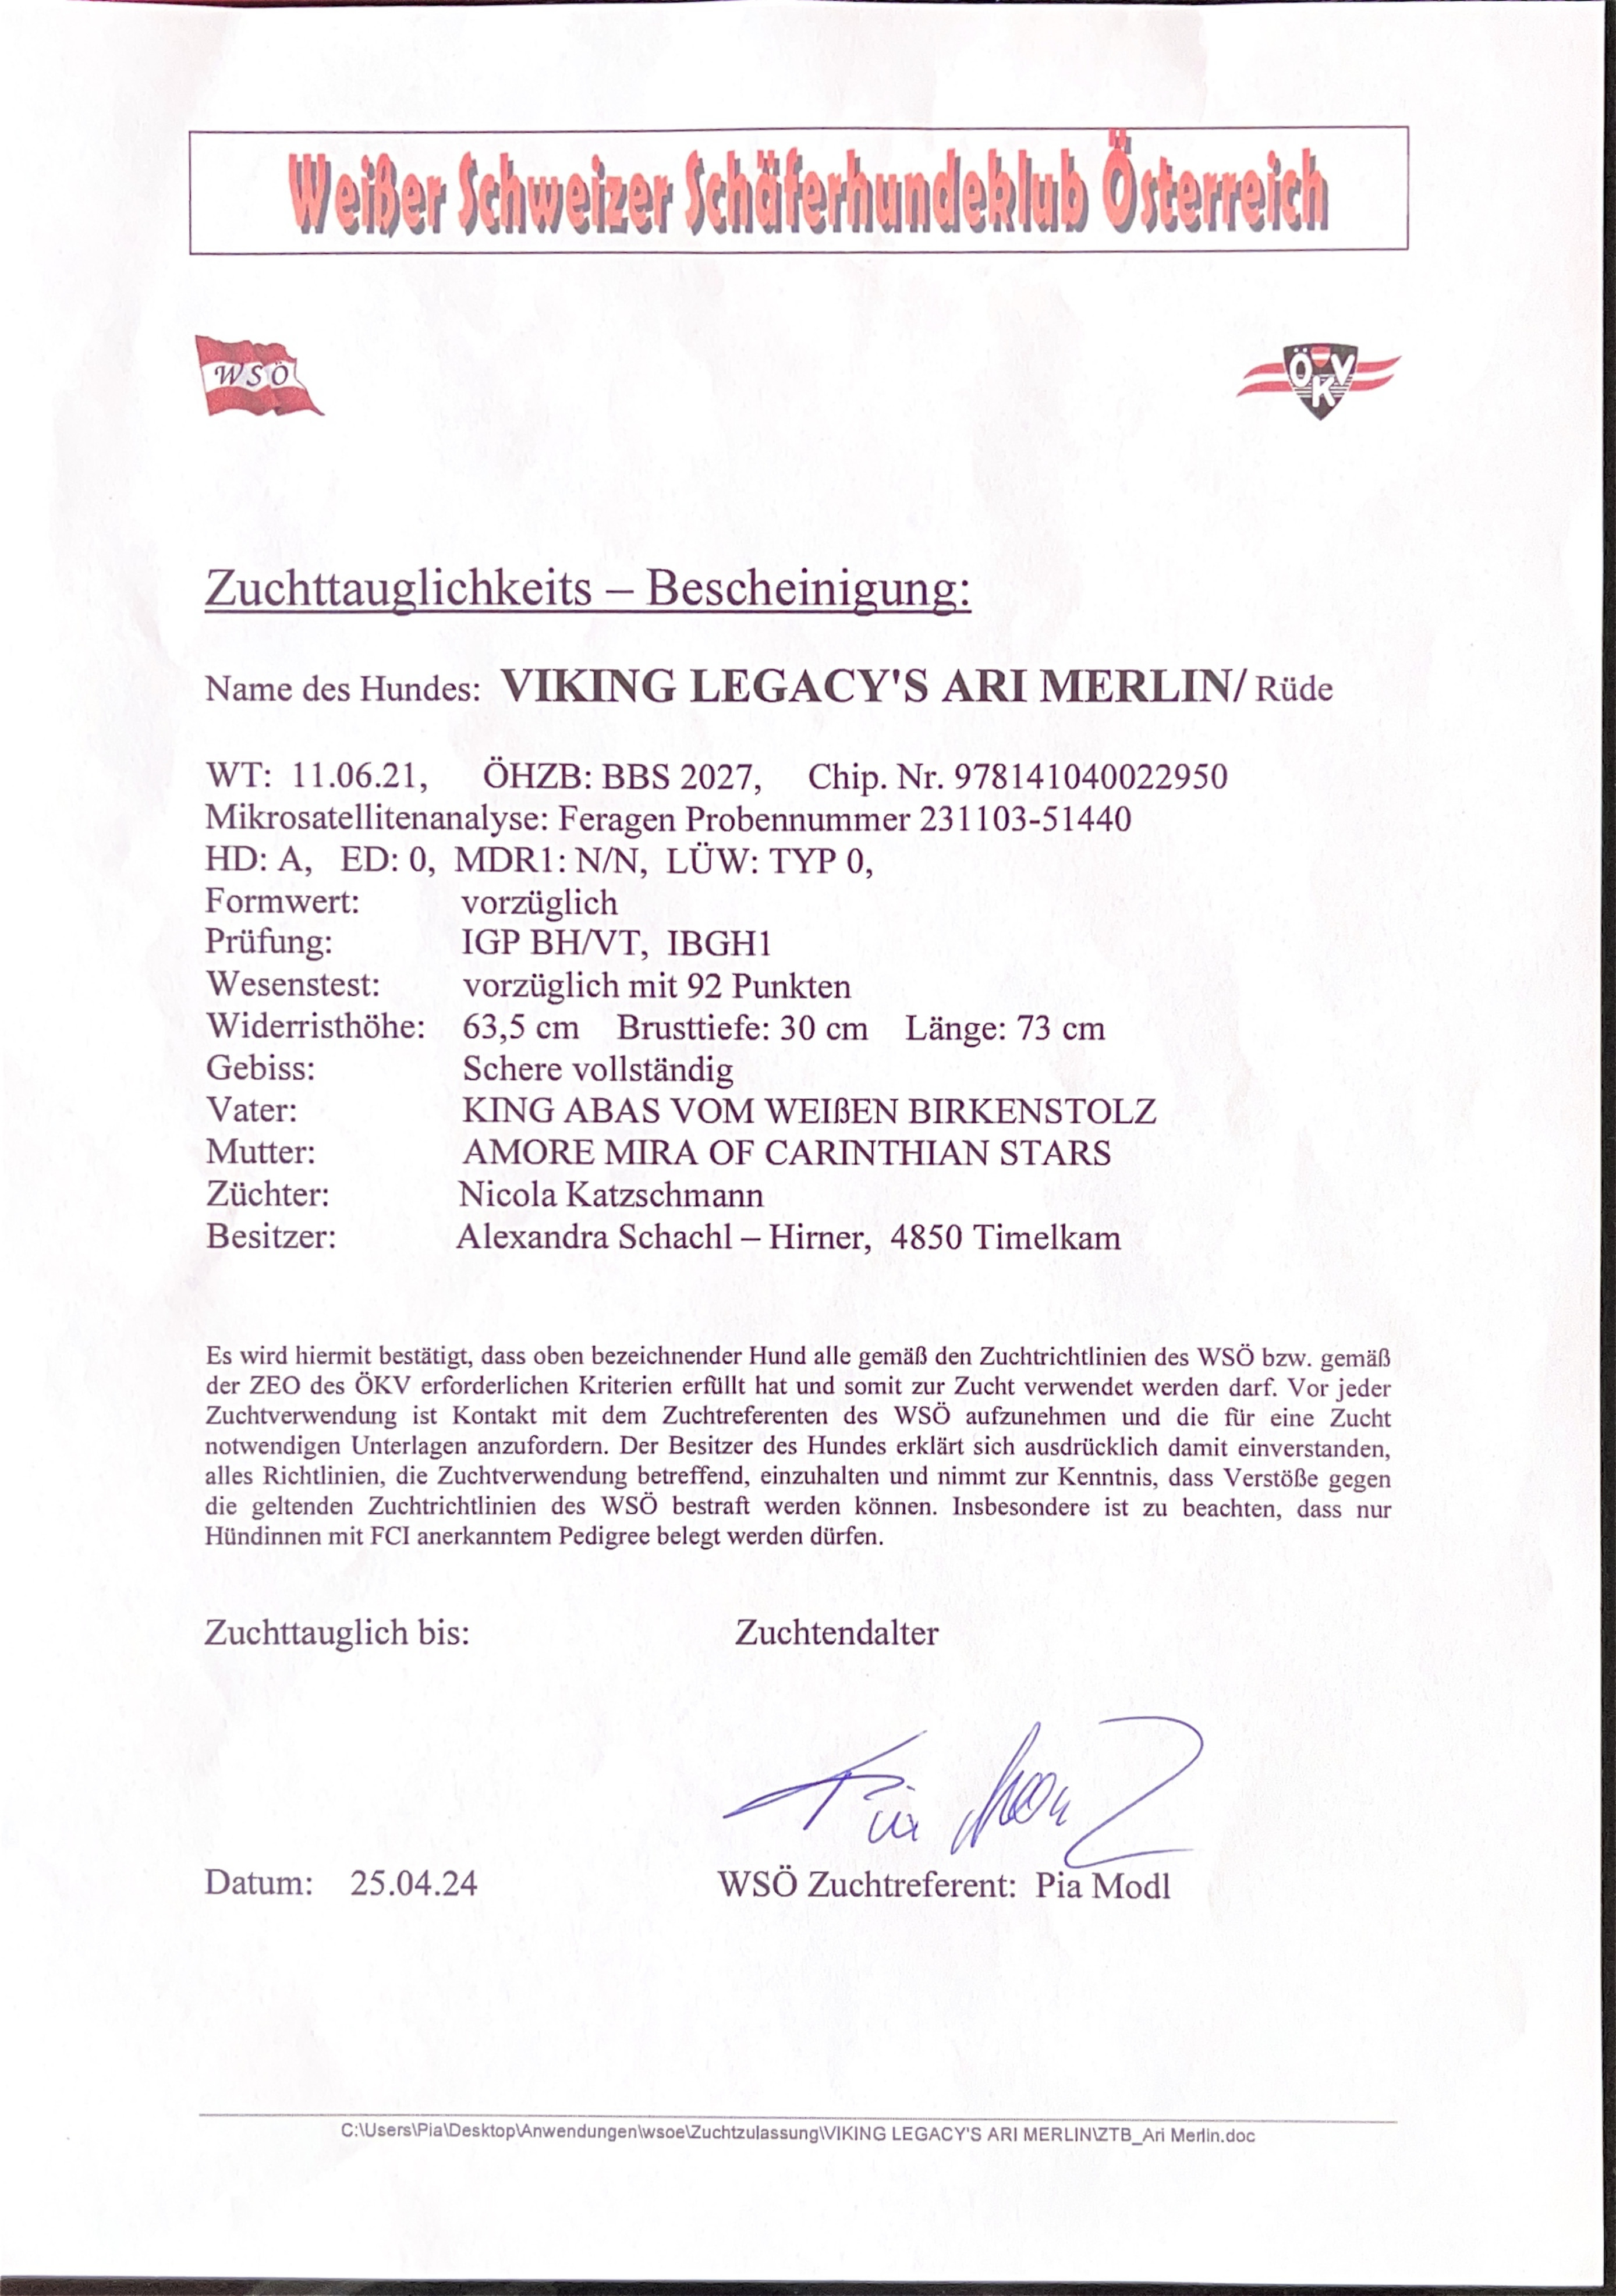 Weißer Schweizer Schäferhundeklub Österreich
WSÖ
ÖKV
Zuchttauglichkeits – Bescheinigung:
Name des Hundes: VIKING LEGACY'S ARI MERLIN/ Rüde
WT: 11.06.21, ÖHZB: BBS 2027, Chip. Nr. 978141040022950
Mikrosatellitenanalyse: Feragen Probennummer 231103-51440
HD: A, ED: 0, MDR1: N/N, LÜW: TYP 0,
Formwert: vorzüglich
Prüfung: IGP BH/VT, IBGH1
Wesenstest: vorzüglich mit 92 Punkten
Widerristhöhe: 63,5 cm Brusttiefe: 30 cm Länge: 73 cm
Gebiss: Schere vollständig
Vater: KING ABAS VOM WEIßEN BIRKENSTOLZ
Mutter: AMORE MIRA OF CARINTHIAN STARS
Züchter: Nicola Katzschmann
Besitzer: Alexandra Schachl – Hirner, 4850 Timelkam
Es wird hiermit bestätigt, dass oben bezeichnender Hund alle gemäß den Zuchtrichtlinien des WSÖ bzw. gemäß
der ZEO des ÖKV erforderlichen Kriterien erfüllt hat und somit zur Zucht verwendet werden darf. Vor jeder
Zuchtverwendung ist Kontakt mit dem Zuchtreferenten des WSÖ aufzunehmen und die für eine Zucht
notwendigen Unterlagen anzufordern. Der Besitzer des Hundes erklärt sich ausdrücklich damit einverstanden,
alles Richtlinien, die Zuchtverwendung betreffend, einzuhalten und nimmt zur Kenntnis, dass Verstöße gegen
die geltenden Zuchtrichtlinien des WSÖ bestraft werden können. Insbesondere ist zu beachten, dass nur
Hündinnen mit FCI anerkanntem Pedigree belegt werden dürfen.
Zuchttauglich bis: Zuchtendalter
Datum: 25.04.24 WSÖ Zuchtreferent: Pia Modl
C:\Users\Pia\Desktop\Anwendungen\wsoe\Zuchtzulassung\VIKING LEGACY'S ARI MERLIN\ZTB_Ari Merlin.doc